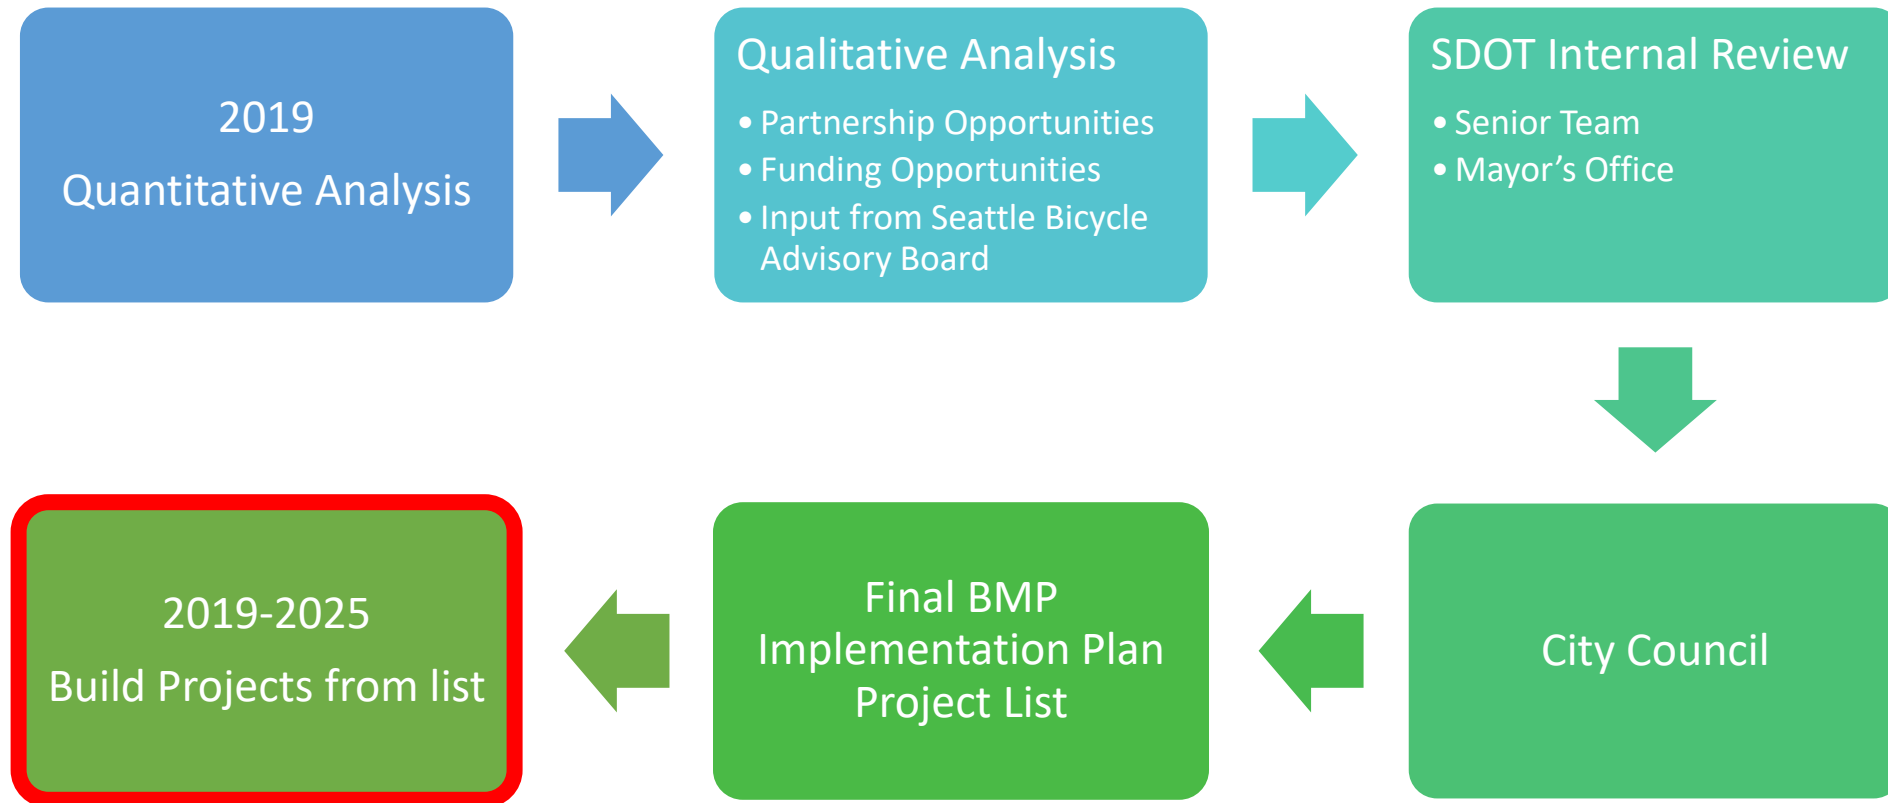 2019
Quantitative Analysis
Qualitative Analysis
• Partnership Opportunities
• Funding Opportunities
• Input from Seattle Bicycle
Advisory Board
SDOT Internal Review
• Senior Team
• Mayor’s Office
City Council
Final BMP
Implementation Plan
Project List
2019-2025
Build Projects from list